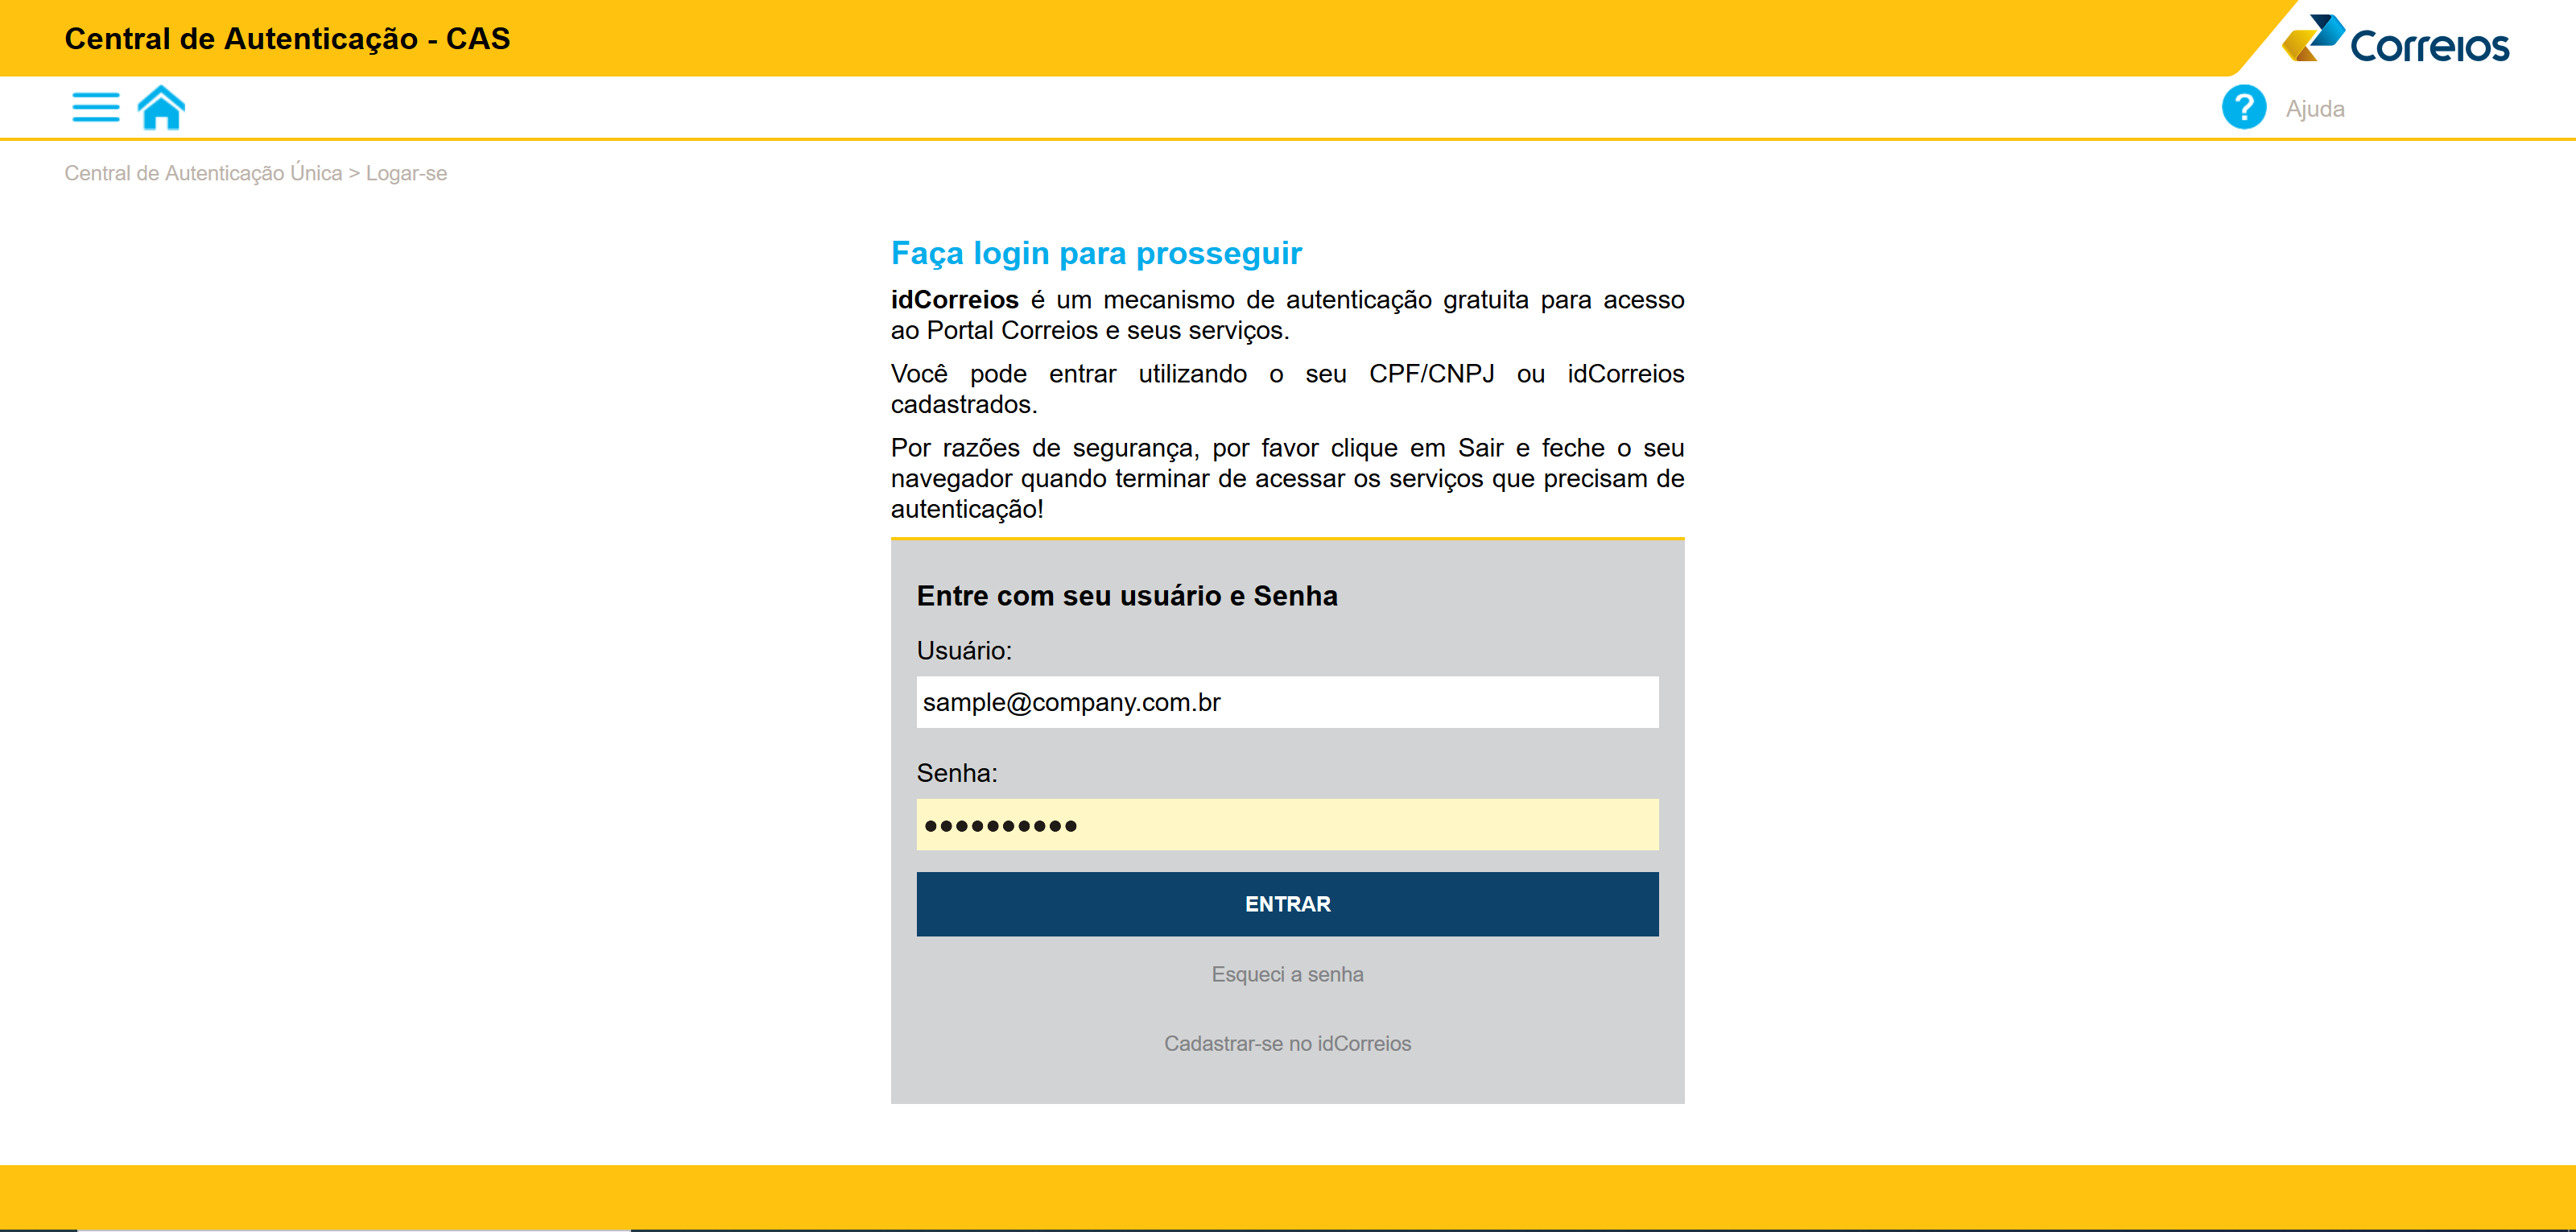 Central de Autenticação - CAS
Correios
? Ajuda
Central de Autenticação Única > Logar-se
Faça login para prosseguir
idCorreios é um mecanismo de autenticação gratuita para acesso
ao Portal Correios e seus serviços.
Você pode entrar utilizando o seu CPF/CNPJ ou idCorreios
cadastrados.
Por razões de segurança, por favor clique em Sair e feche o seu
navegador quando terminar de acessar os serviços que precisam de
autenticação!
Entre com seu usuário e Senha
Usuário:
sample@company.com.br
Senha:
••••••••••
ENTRAR
Esqueci a senha
Cadastrar-se no idCorreios